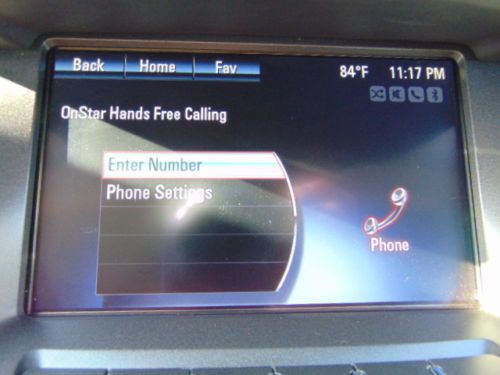 Back Home Fav 84°F 11:17 PM
OnStar Hands Free Calling
Enter Number
Phone Settings
Phone